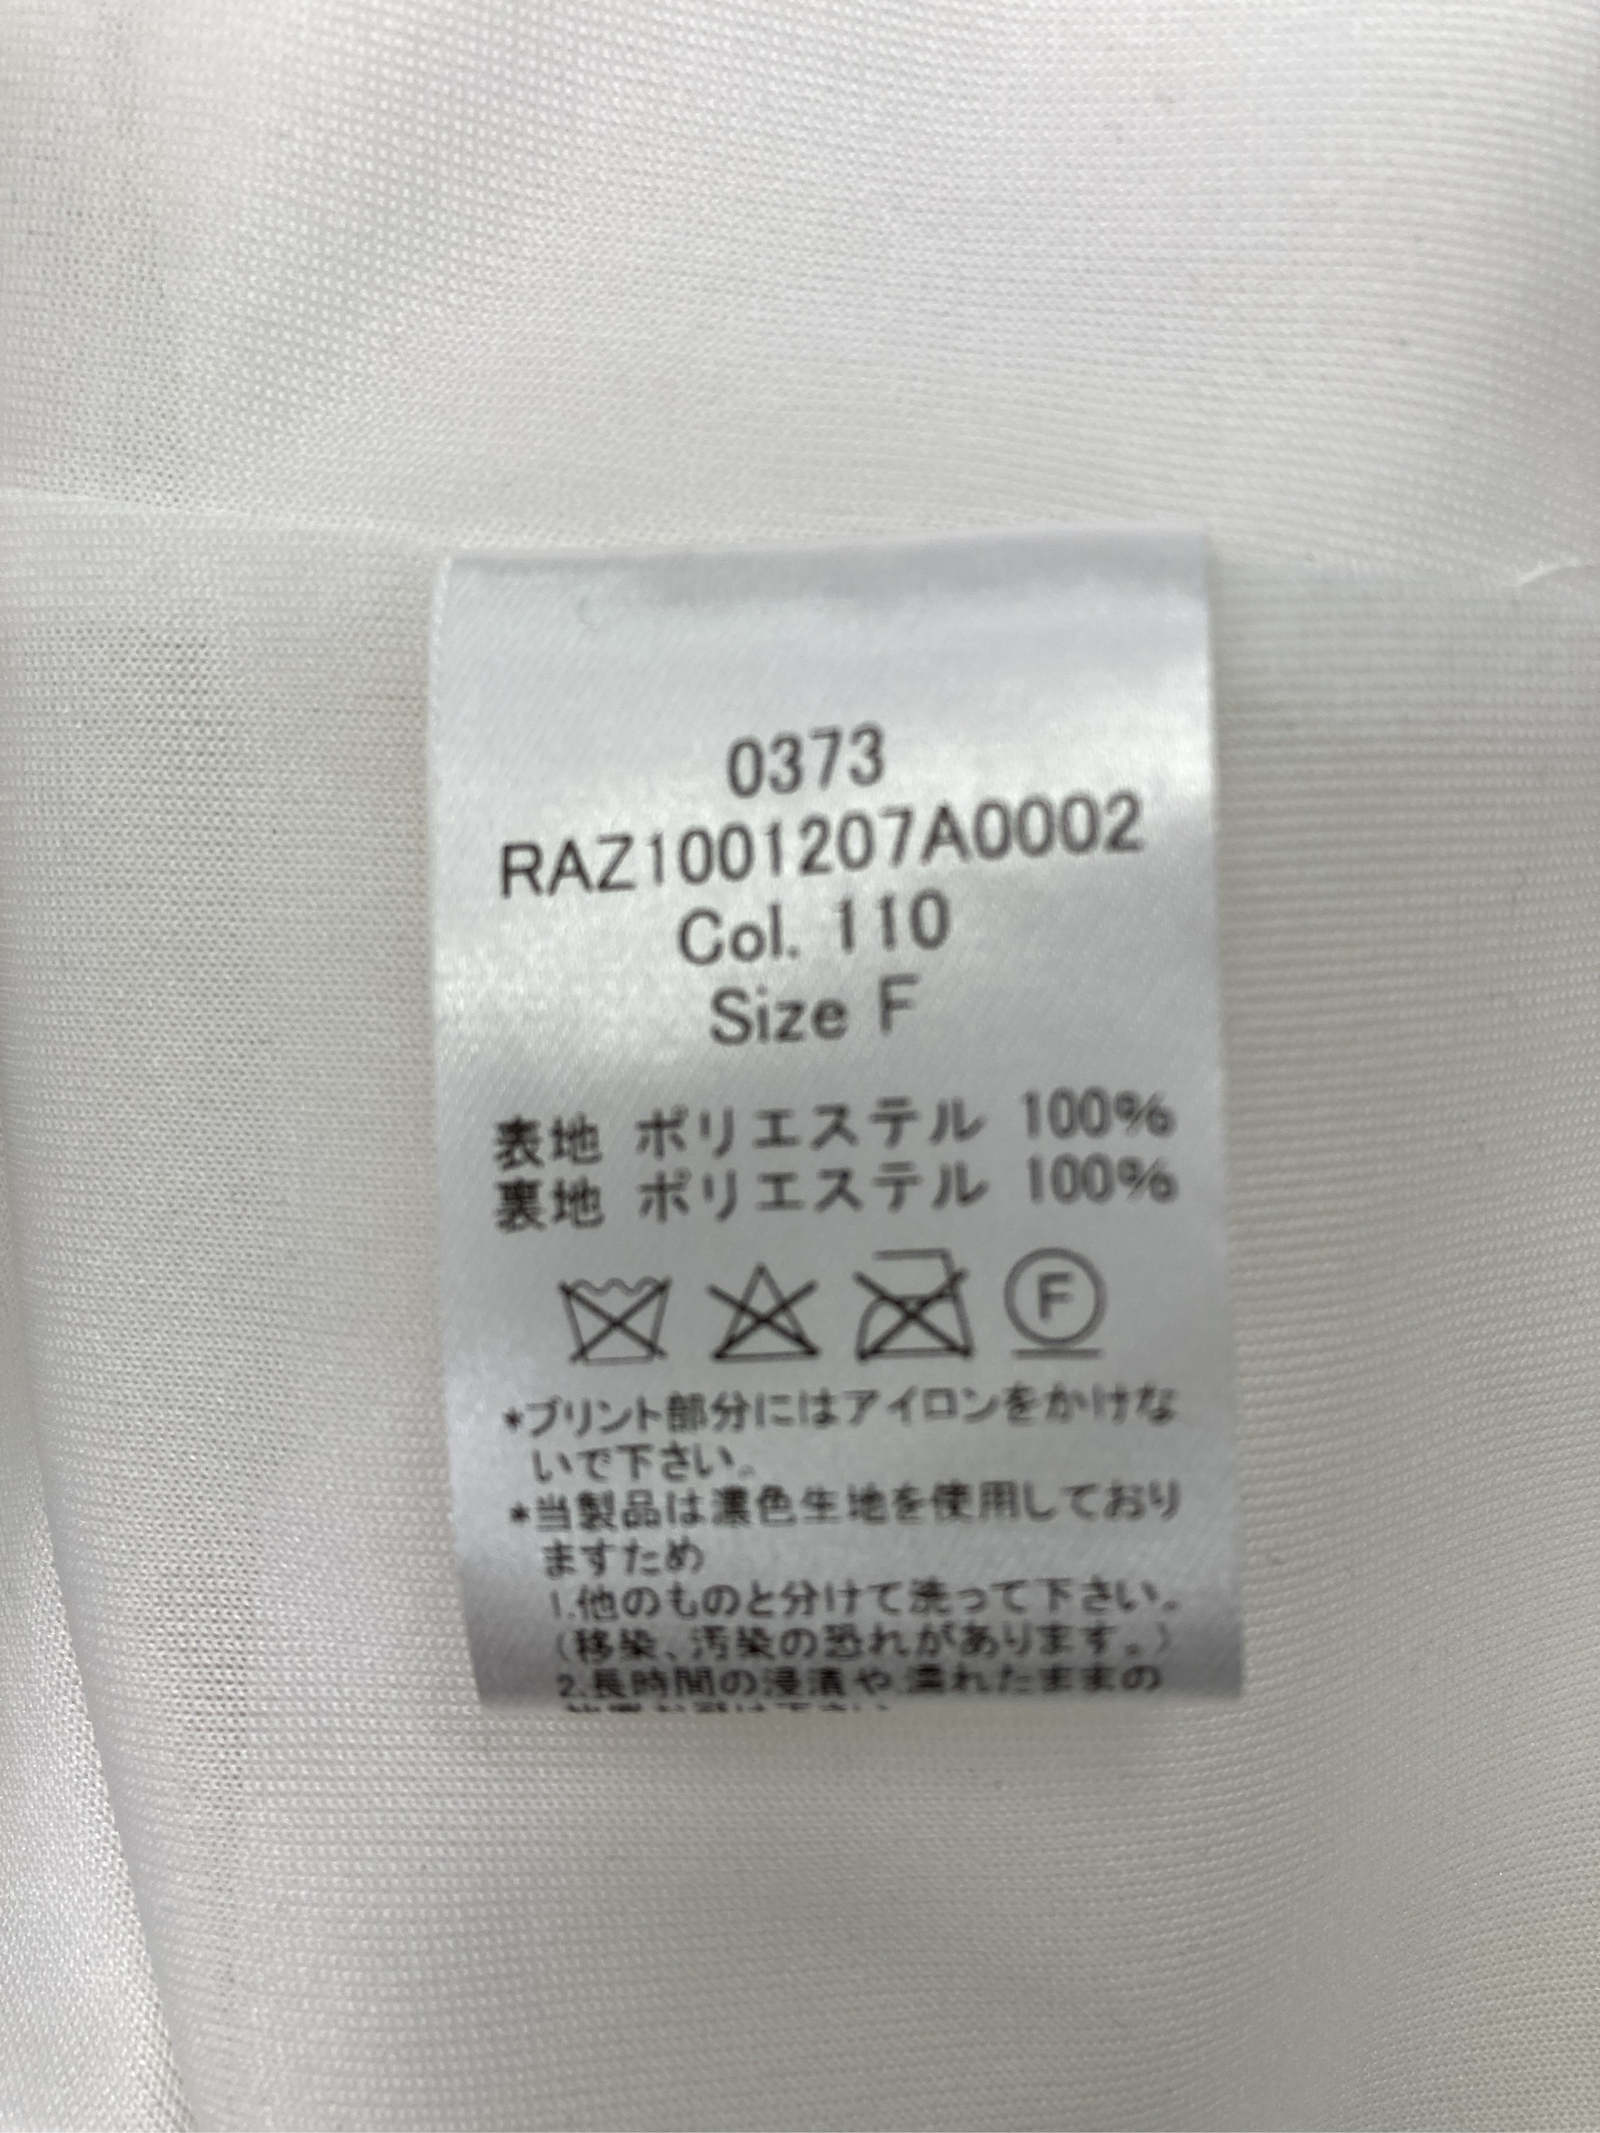 0373
RAZ1001207A0002
Col. 110
Size F
表地 ポリエステル 100%
裏地 ポリエステル 100%
F
*プリント部分にはアイロンをかけな
いで下さい。
*当製品は濃色生地を使用しており
ますため
1.他のものと分けて洗って下さい。
(移染、汚染の恐れがあります。)
2.長時間の浸漬や,濡れたままの